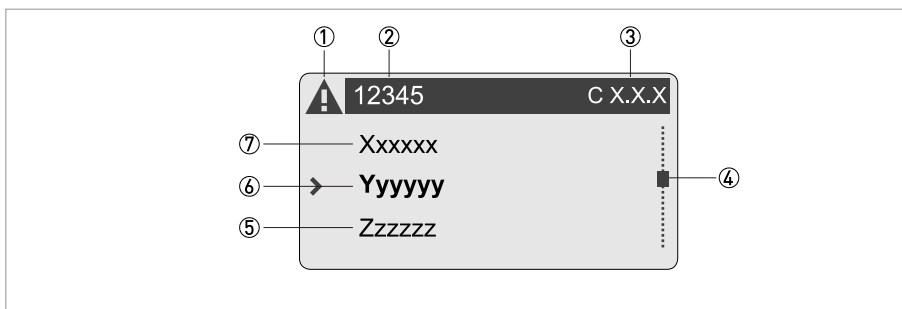 ① ② ③
12345 C X.X.X
⑦ Xxxxxx
⑥ > Yyyyyy ④
⑤ Zzzzzz